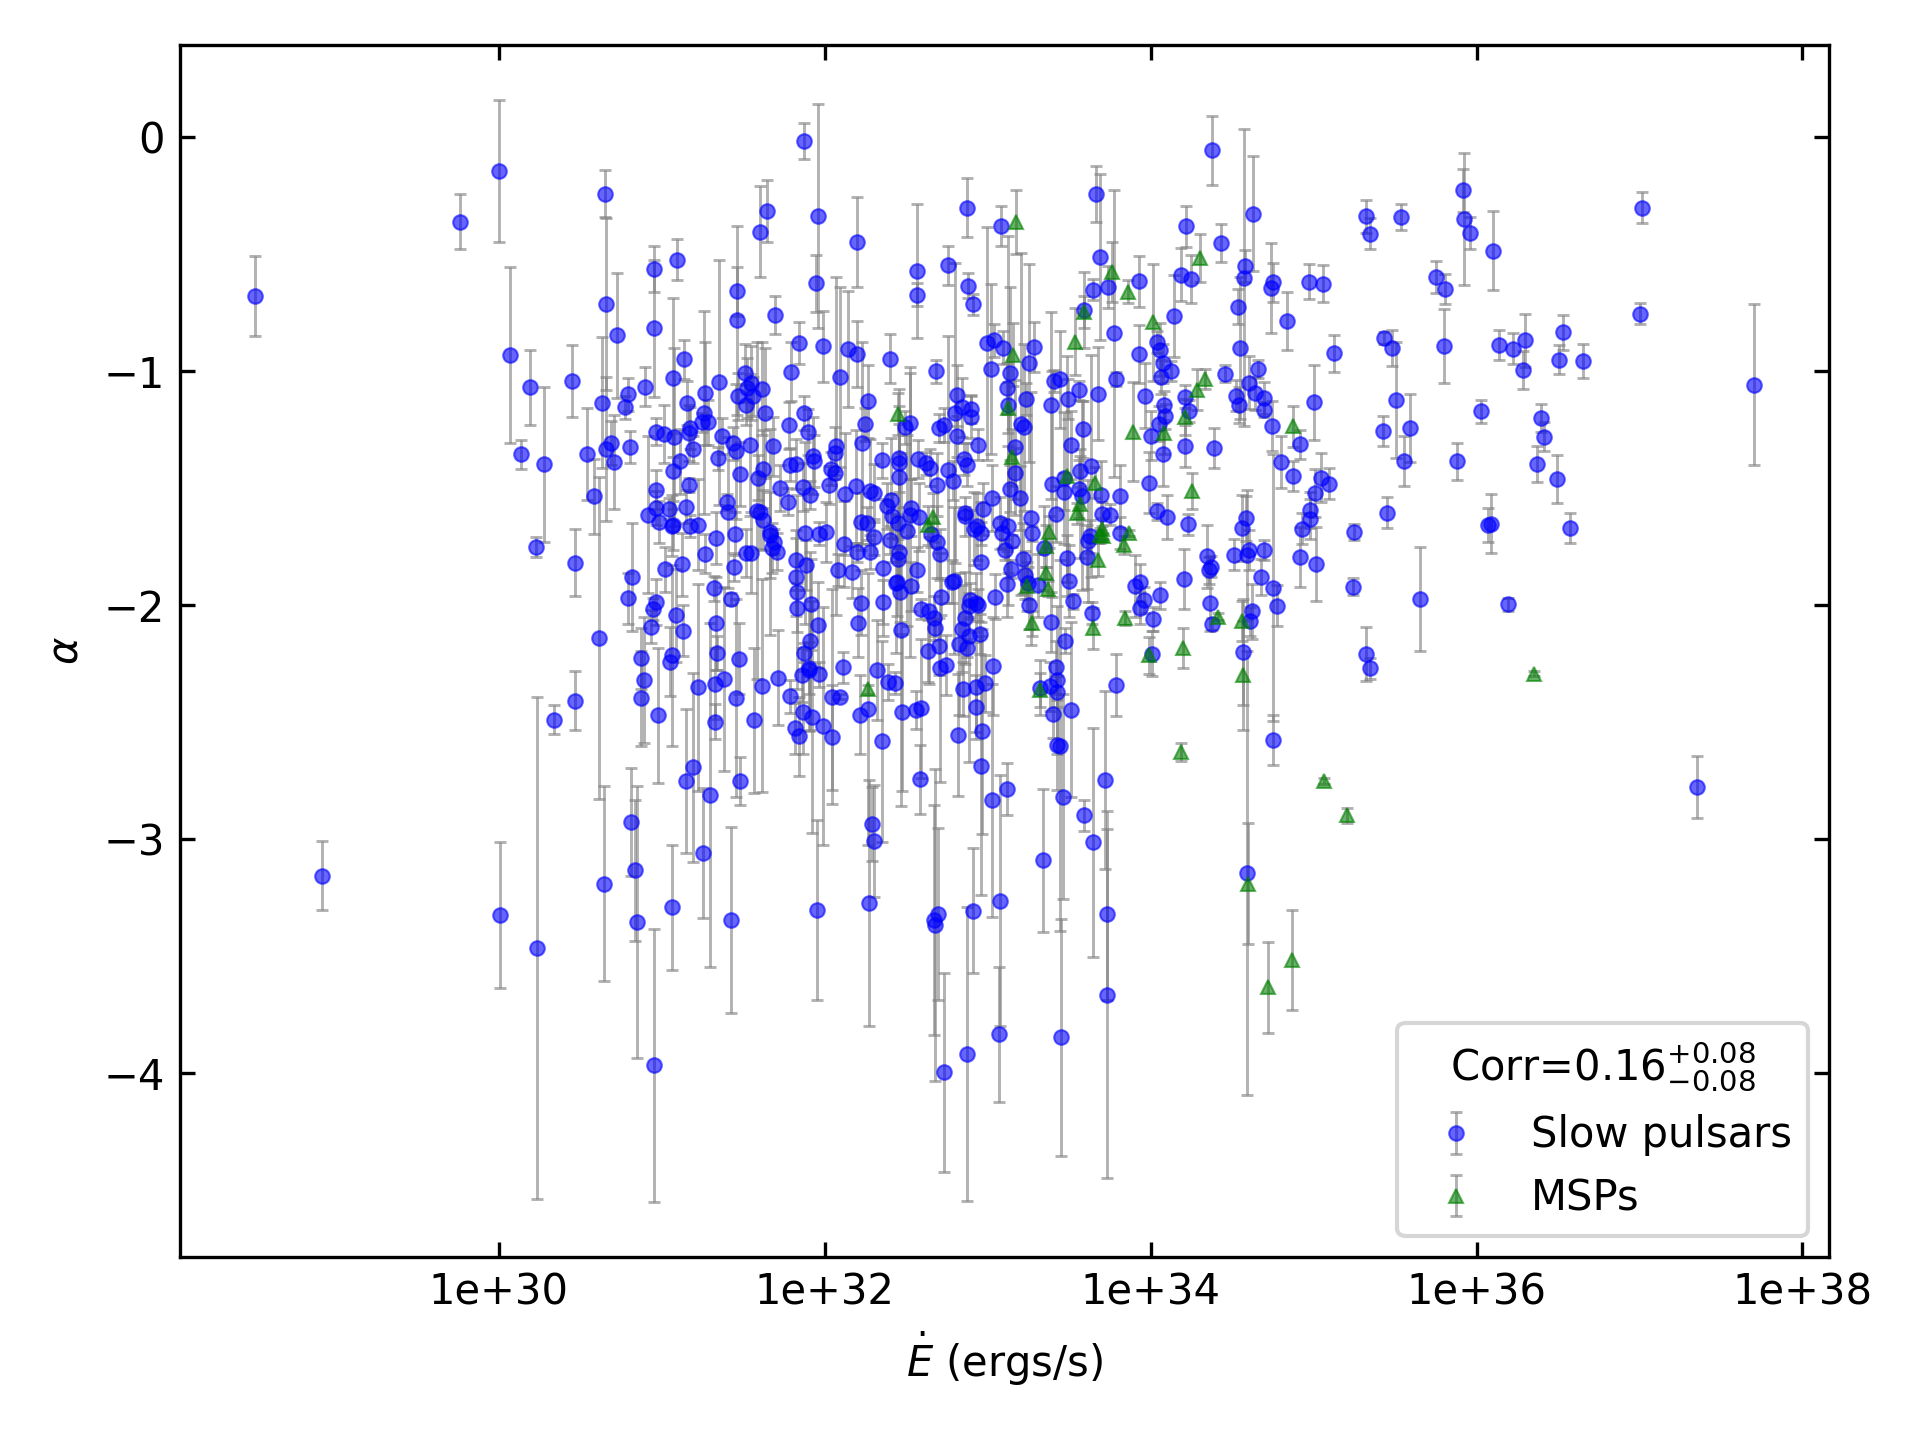 0
−1
−2
−3
−4
α
1e+30 1e+32 1e+34 1e+36 1e+38
Ė (ergs/s)
Corr=0.16+0.08−0.08
Slow pulsars
MSPs